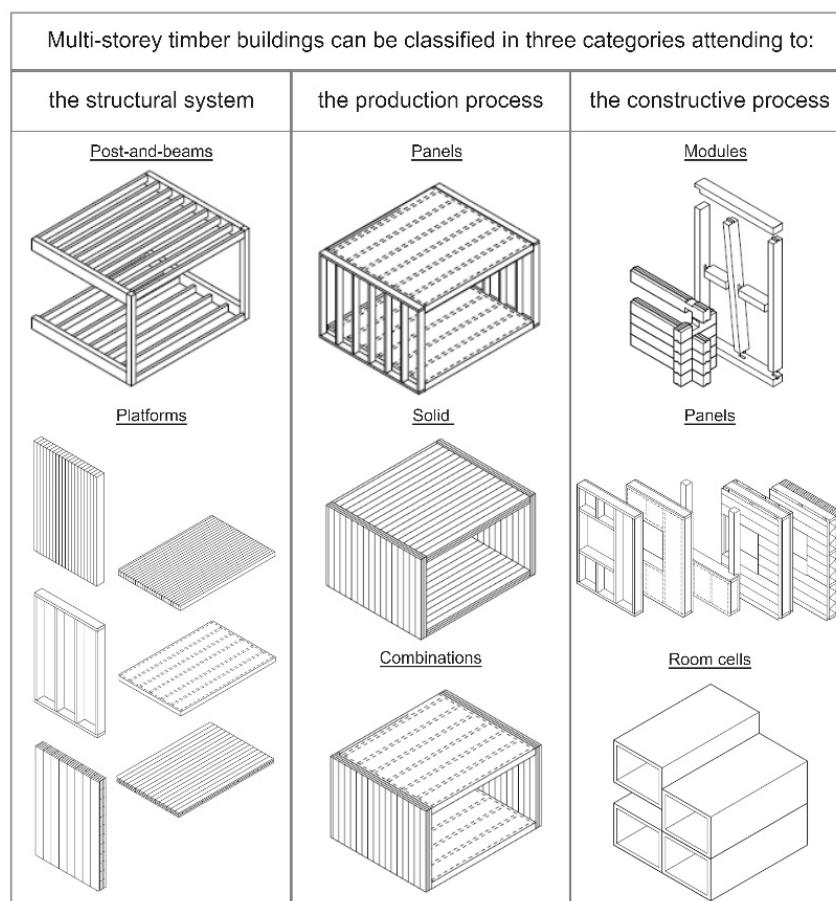 Multi-storey timber buildings can be classified in three categories attending to:
the structural system
the production process
the constructive process
Post-and-beams
Panels
Modules
Platforms
Solid
Panels
Combinations
Room cells